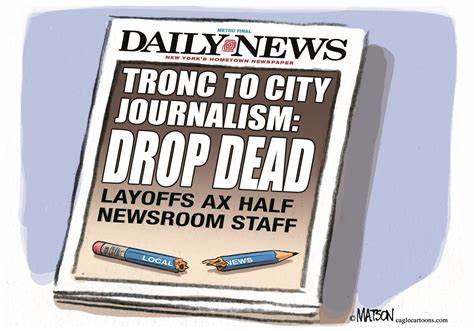 METRO FINAL
DAILY NEWS
NEW YORK'S HOMETOWN NEWSPAPER
TRONC TO CITY
JOURNALISM:
DROP DEAD
LAYOFFS AX HALF
NEWSROOM STAFF
LOCAL NEWS
©MATSON caglecartoons.com